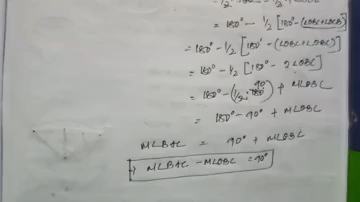 = 180° - 1/2 [180° - (∠OBC+∠OCB)]
= 180° - 1/2 [180° - (∠OBC+∠OBC)]
= 180° - 1/2 [180° - 2∠OBC]
= 180° - (1/2 · 180° 90) + M∠OBC
= 180° - 90° + M∠OBC
M∠BAC = 90° + M∠OBC
→ M∠BAC - M∠OBC = 90°